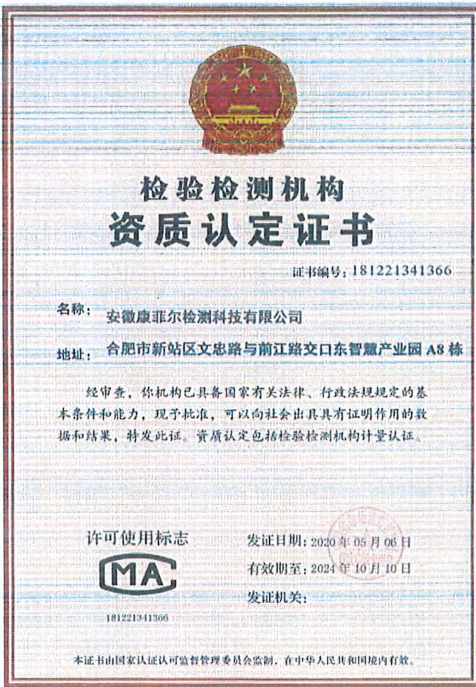 检验检测机构
资质认定证书
证书编号：181221341366
名称：安徽康菲尔检测科技有限公司
地址：合肥市新站区文忠路与前江路交口东智慧产业园 A8 栋
经审查，你机构已具备国家有关法律、行政法规规定的基
本条件和能力，现予批准，可以向社会出具具有证明作用的数
据和结果，特发此证。资质认定包括检验检测机构计量认证。
许可使用标志
MA
181221341366
发证日期：2020 年 05 月 06 日
有效期至：2024 年 10 月 10 日
发证机关：
本证书由国家认证认可监督管理委员会监制，在中华人民共和国境内有效。